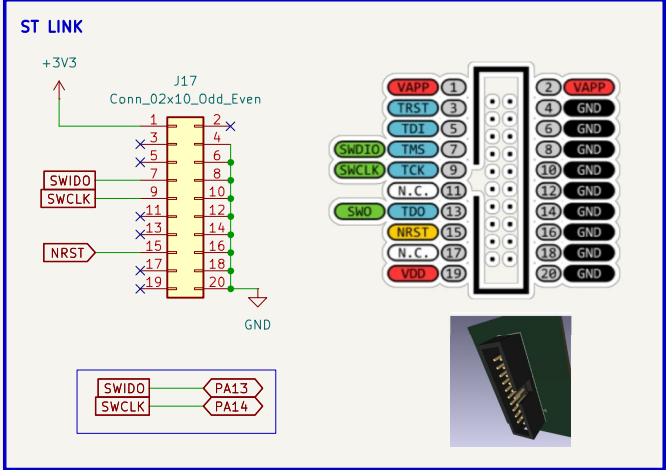 ST LINK
+3V3
J17
Conn_02x10_Odd_Even
1 2
3 4
5 6
SWIDO 7 8
SWCLK 9 10
11 12
13 14
NRST 15 16
17 18
19 20
GND
SWIDO PA13
SWCLK PA14
VAPP 1 2 VAPP
TRST 3 4 GND
TDI 5 6 GND
SWDIO TMS 7 8 GND
SWCLK TCK 9 10 GND
N.C. 11 12 GND
SWO TDO 13 14 GND
NRST 15 16 GND
N.C. 17 18 GND
VDD 19 20 GND